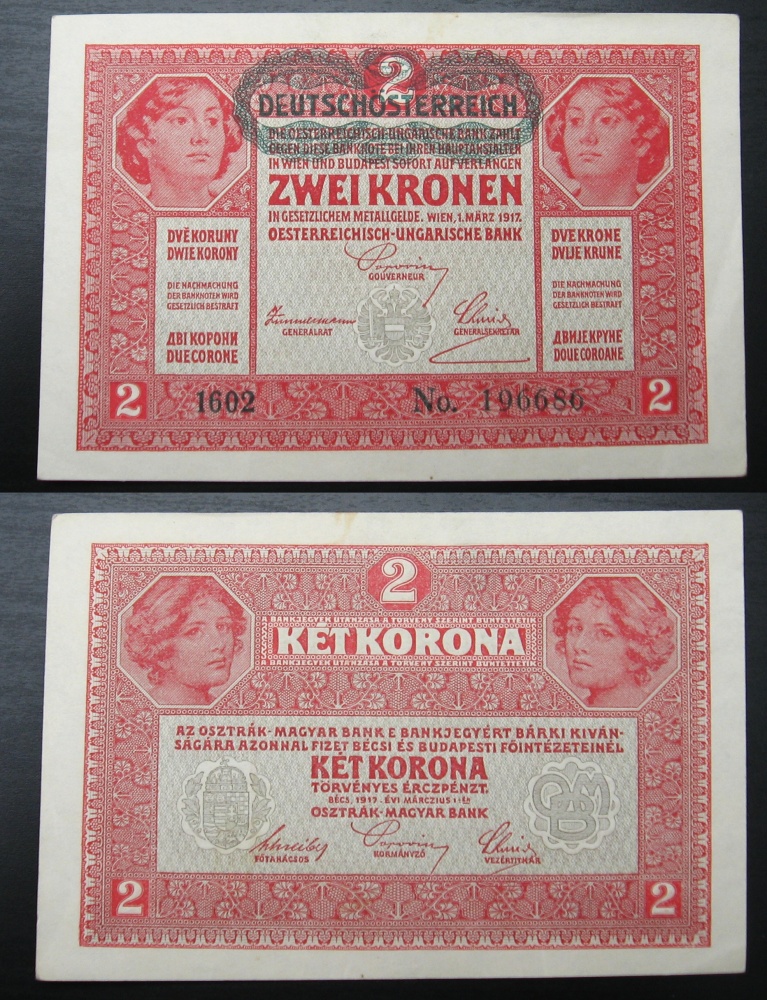 2
DEUTSCHÖSTERREICH
DIE OESTERREICHISCH-UNGARISCHE BANK ZAHLT
GEGEN DIESE BANKNOTE BEI IHREN HAUPTANSTALTEN
IN WIEN UND BUDAPEST SOFORT AUF VERLANGEN
ZWEI KRONEN
IN GESETZLICHEM METALLGELDE. WIEN, 1. MÄRZ 1917.
OESTERREICHISCH-UNGARISCHE BANK
GOUVERNEUR
GENERALRAT
GENERALSEKRETÄR
DVĚ KORUNY
DWIE KORONY
DIE NACHMACHUNG
DER BANKNOTEN WIRD
GESETZLICH BESTRAFT
ДВІ КОРОНИ
DUE CORONE
DVE KRONE
DVIJE KRUNE
DIE NACHMACHUNG
DER BANKNOTEN WIRD
GESETZLICH BESTRAFT
ДВИЈЕ КРУНЕ
DOUE COROANE
2
1602
No. 196686
2
2
A BANKJEGYEK UTÁNZÁSA A TÖRVÉNY SZERINT BÜNTETTETIK
KÉT KORONA
A BANKJEGYEK UTÁNZÁSA A TÖRVÉNY SZERINT BÜNTETTETIK
AZ OSZTRÁK-MAGYAR BANK E BANKJEGYÉRT BÁRKI KIVÁN-
SÁGÁRA AZONNAL FIZET BÉCSI ÉS BUDAPESTI FŐINTÉZETEINÉL
KÉT KORONA
TÖRVÉNYES ÉRCZPÉNZT.
BÉCS, 1917. ÉVI MÁRCZIUS 1-ÉN
OSZTRÁK-MAGYAR BANK
FŐTANÁCSOS
KORMÁNYZÓ
VEZÉRTITKÁR
2
2